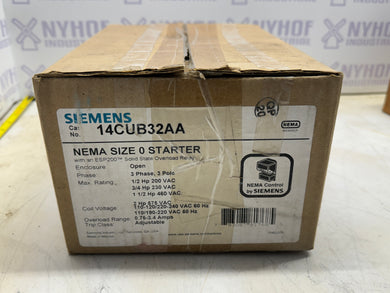 NYHOF
INDUSTRIAL
SIEMENS
Cat. No. 14CUB32AA
NEMA
NEMA SIZE 0 STARTER
with an ESP200™ Solid State Overload Relay
Enclosure Open
Phase 3 Phase, 3 Pole
Max. Rating 1/2 Hp 200 VAC
3/4 Hp 230 VAC
1 1/2 Hp 460 VAC
2 Hp 575 VAC
Coil Voltage 110-120/220-240 VAC 60 Hz
110/190-220 VAC 50 Hz
Overload Range 0.75-3.4 Amps
Trip Class Adjustable
NEMA Control
by SIEMENS